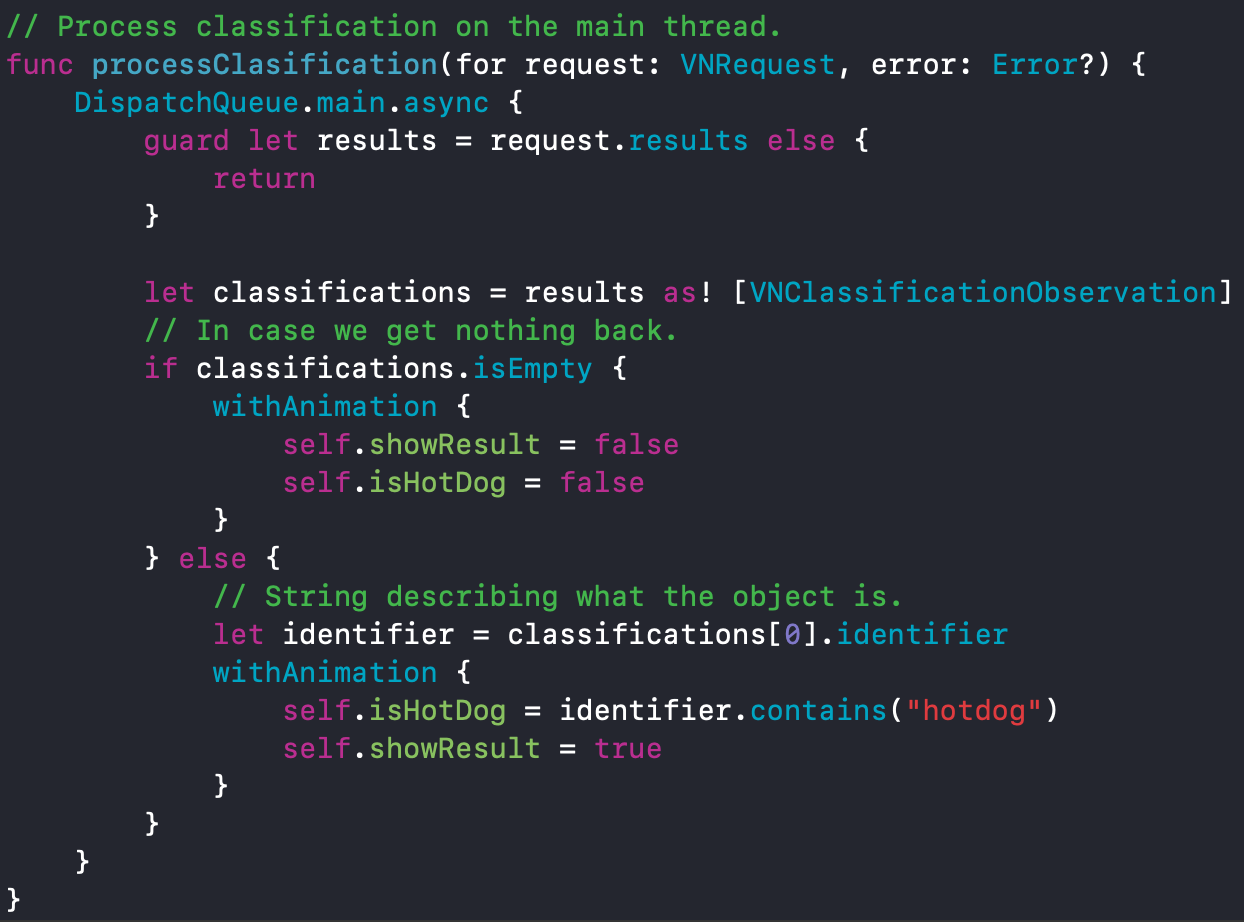 // Process classification on the main thread.
func processClasification(for request: VNRequest, error: Error?) {
    DispatchQueue.main.async {
        guard let results = request.results else {
            return
        }

        let classifications = results as! [VNClassificationObservation]
        // In case we get nothing back.
        if classifications.isEmpty {
            withAnimation {
                self.showResult = false
                self.isHotDog = false
            }
        } else {
            // String describing what the object is.
            let identifier = classifications[0].identifier
            withAnimation {
                self.isHotDog = identifier.contains("hotdog")
                self.showResult = true
            }
        }
    }
}